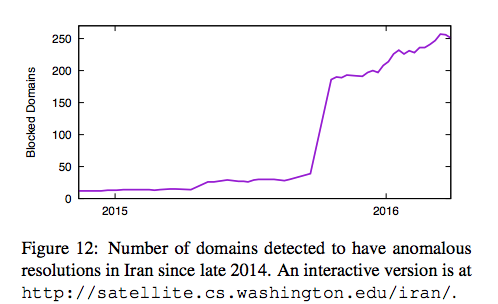 250
200
150
100
50
0
Blocked Domains
2015
2016
Figure 12: Number of domains detected to have anomalous
resolutions in Iran since late 2014. An interactive version is at
http://satellite.cs.washington.edu/iran/.